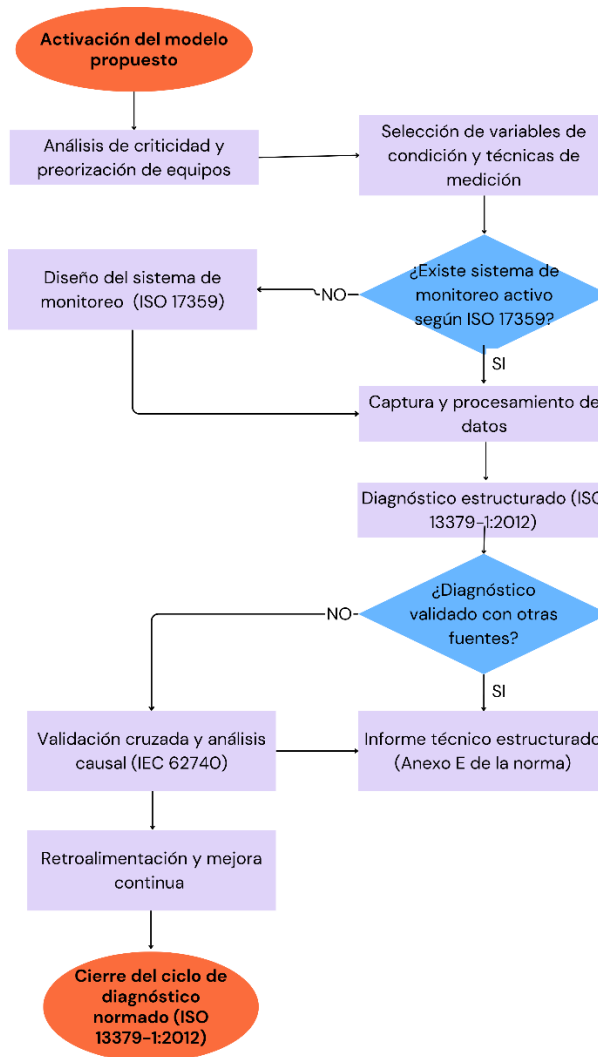 Activación del modelo
propuesto
Análisis de criticidad y
preorización de equipos
Selección de variables de
condición y técnicas de
medición
¿Existe sistema de
monitoreo activo
según ISO 17359?
NO
Diseño del sistema de
monitoreo (ISO 17359)
SI
Captura y procesamiento de
datos
Diagnóstico estructurado (ISO
13379-1:2012)
¿Diagnóstico
validado con otras
fuentes?
NO
SI
Validación cruzada y análisis
causal (IEC 62740)
Informe técnico estructurado
(Anexo E de la norma)
Retroalimentación y mejora
continua
Cierre del ciclo de
diagnóstico
normado (ISO
13379-1:2012)